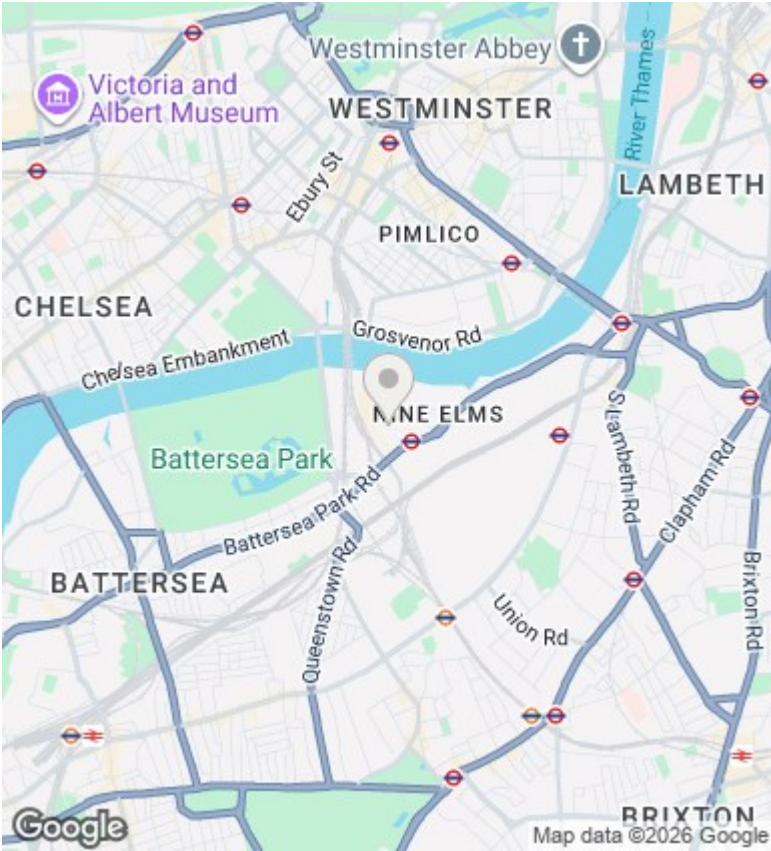 Westminster Abbey
River Thames
Victoria and
Albert Museum
WESTMINSTER
Ebury St
LAMBETH
PIMLICO
CHELSEA
Grosvenor Rd
Chelsea Embankment
NINE ELMS
S Lambeth Rd
Battersea Park
Clapham Rd
Battersea Park Rd
BATTERSEA
Queenstown Rd
Union Rd
Brixton Rd
BRIXTON
Google
Map data ©2026 Google